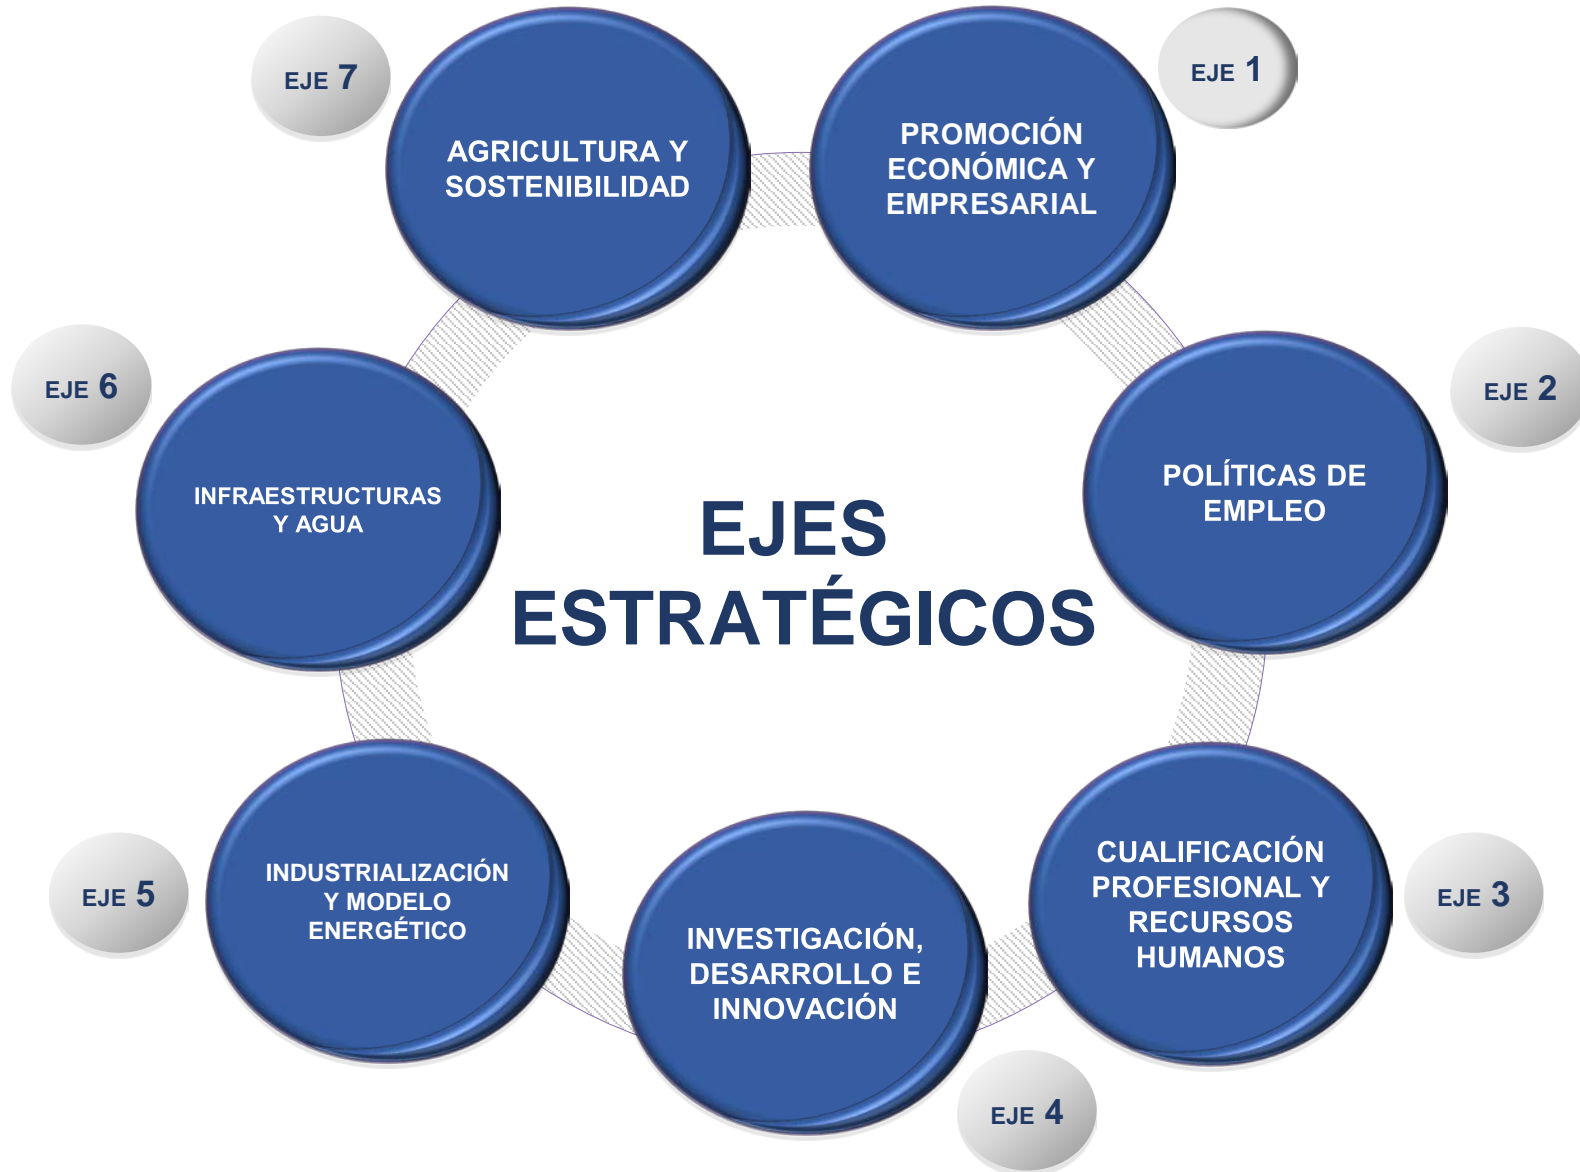 EJE 1
PROMOCIÓN
ECONÓMICA Y
EMPRESARIAL
EJE 2
POLÍTICAS DE
EMPLEO
EJE 3
CUALIFICACIÓN
PROFESIONAL Y
RECURSOS
HUMANOS
EJE 4
INVESTIGACIÓN,
DESARROLLO E
INNOVACIÓN
EJE 5
INDUSTRIALIZACIÓN
Y MODELO
ENERGÉTICO
EJE 6
INFRAESTRUCTURAS
Y AGUA
EJE 7
AGRICULTURA Y
SOSTENIBILIDAD
EJES
ESTRATÉGICOS